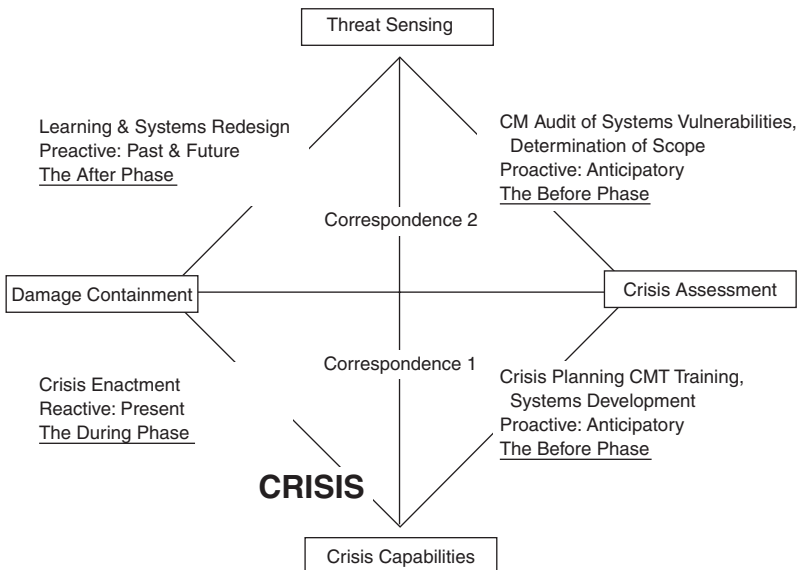 Threat Sensing
Learning & Systems Redesign
Preactive: Past & Future
The After Phase
CM Audit of Systems Vulnerabilities,
Determination of Scope
Proactive: Anticipatory
The Before Phase
Correspondence 2
Damage Containment
Crisis Assessment
Correspondence 1
Crisis Enactment
Reactive: Present
The During Phase
Crisis Planning CMT Training,
Systems Development
Proactive: Anticipatory
The Before Phase
CRISIS
Crisis Capabilities